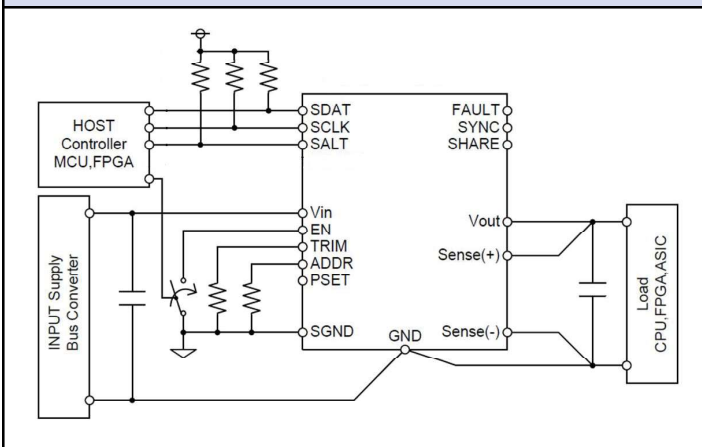 HOST
Controller
MCU,FPGA
SDAT
SCLK
SALT
FAULT
SYNC
SHARE
INPUT Supply
Bus Converter
Vin
EN
TRIM
ADDR
PSET
SGND
GND
Vout
Sense(+)
Sense(-)
Load
CPU,FPGA,ASIC